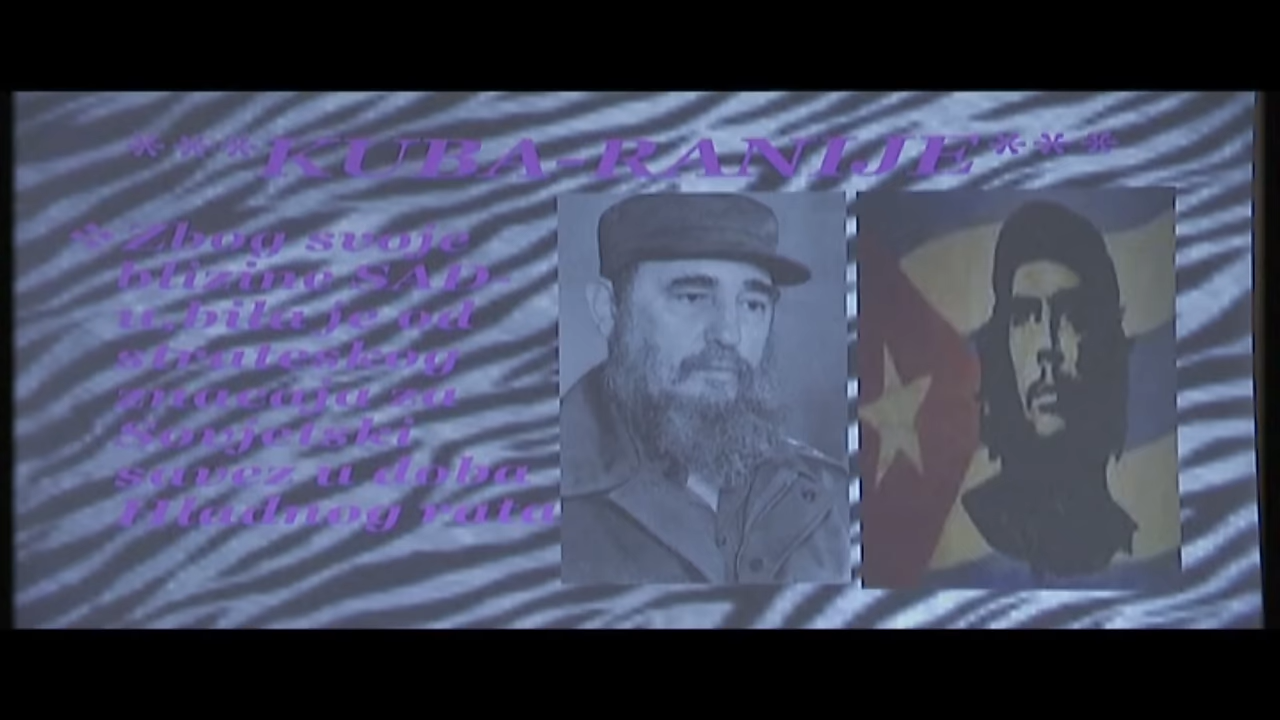 ***KUBA-RANIJE***
*Zbog svoje
blizine SAD-
u,bila je od
strateskog
znacaja za
Sovjetski
savez u doba
Hladnog rata